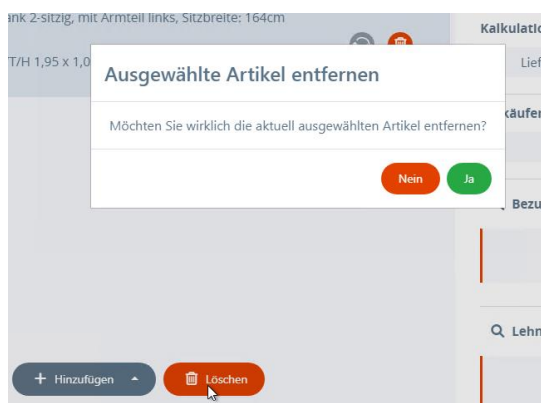 ank 2-sitzig, mit Armteil links, Sitzbreite: 164cm
Kalkulatio
T/H 1,95 x 1,0
Lief
Ausgewählte Artikel entfernen
käufer
Möchten Sie wirklich die aktuell ausgewählten Artikel entfernen?
Nein Ja
Bezu
Lehn
+ Hinzufügen
Löschen